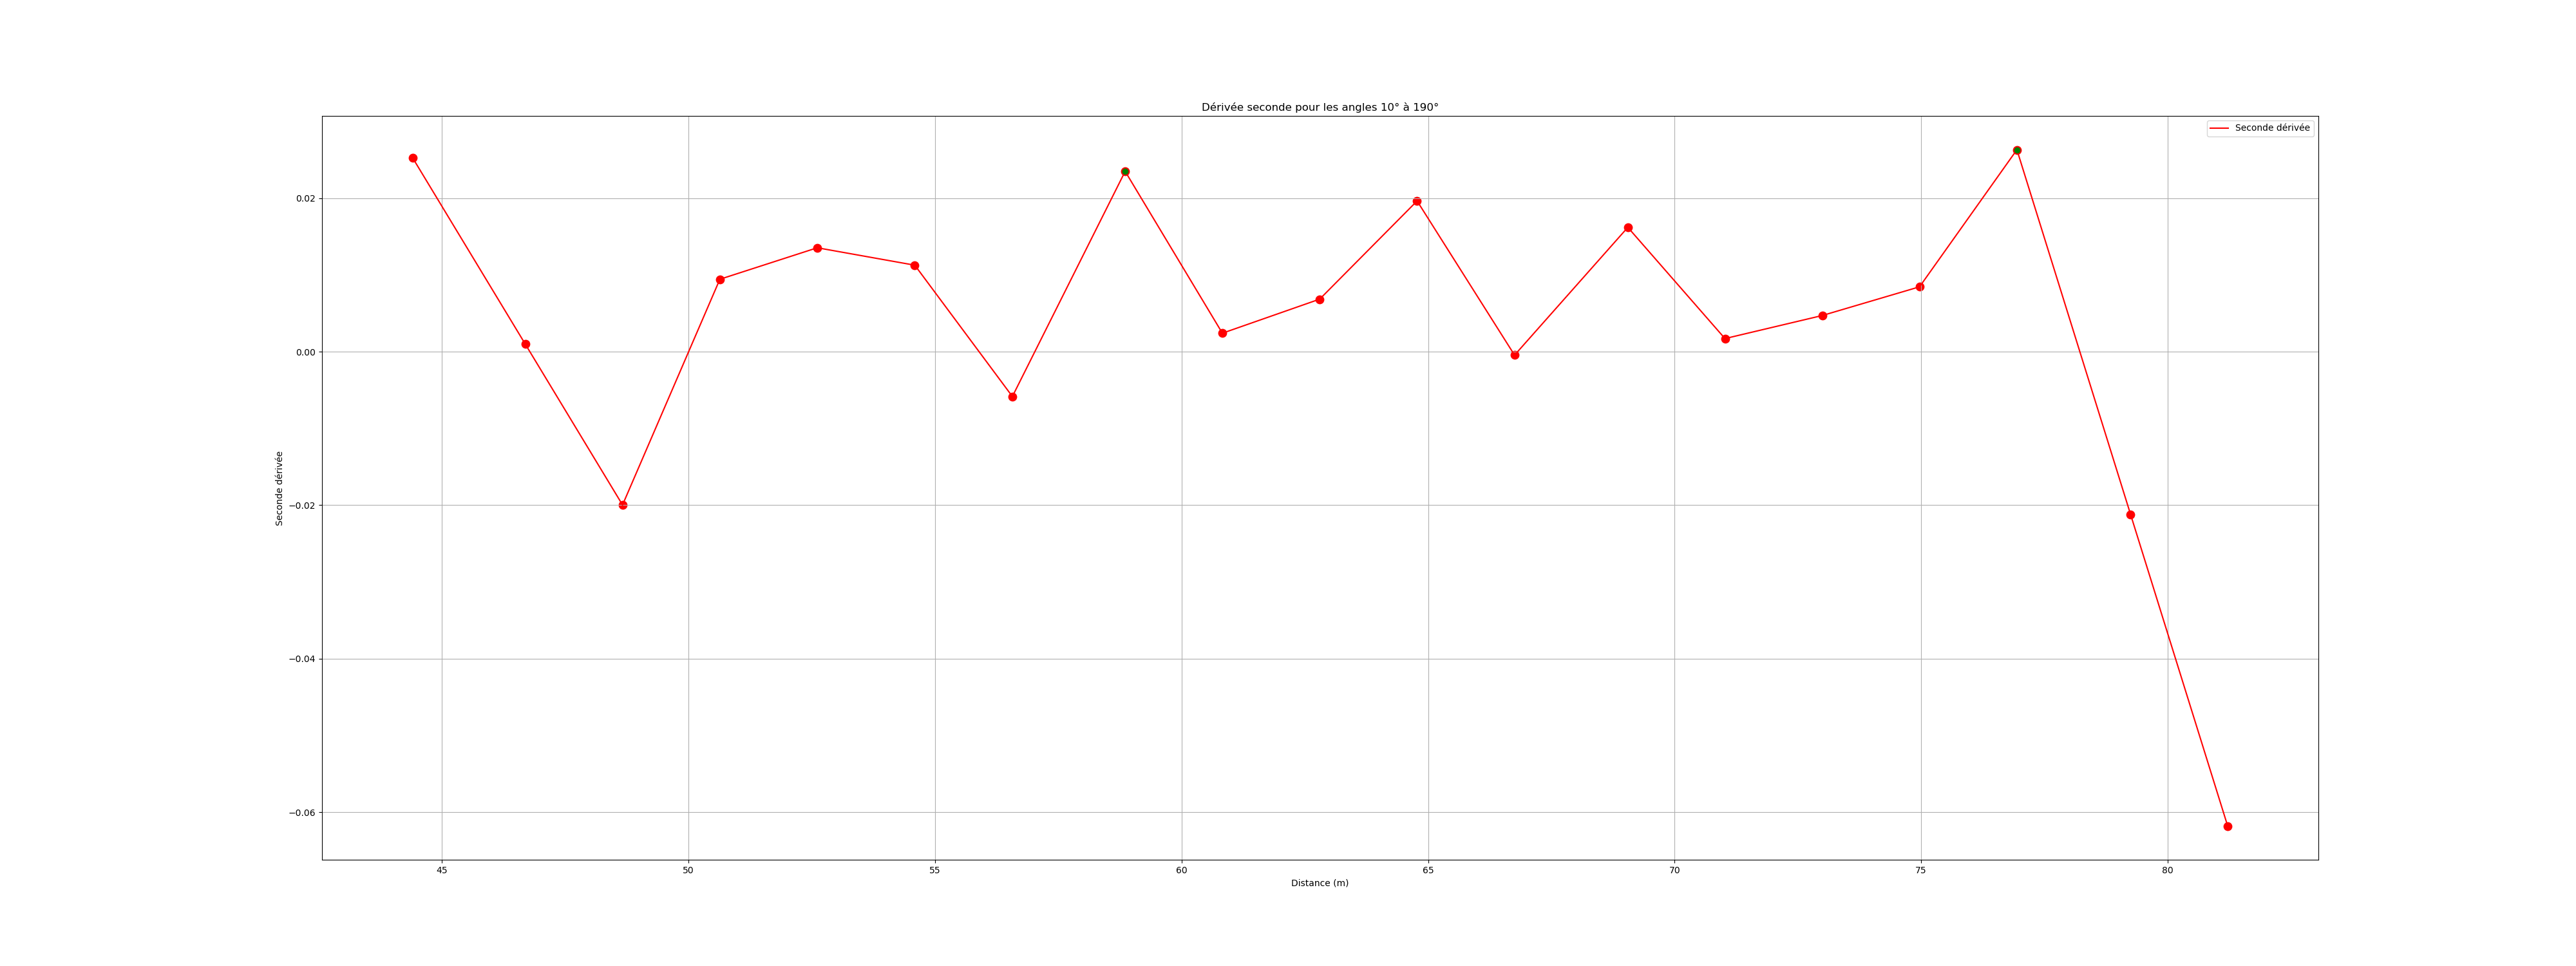 Dérivée seconde pour les angles 10° à 190°
Seconde dérivée
0.02
0.00
−0.02
−0.04
−0.06
Seconde dérivée
45 50 55 60 65 70 75 80
Distance (m)